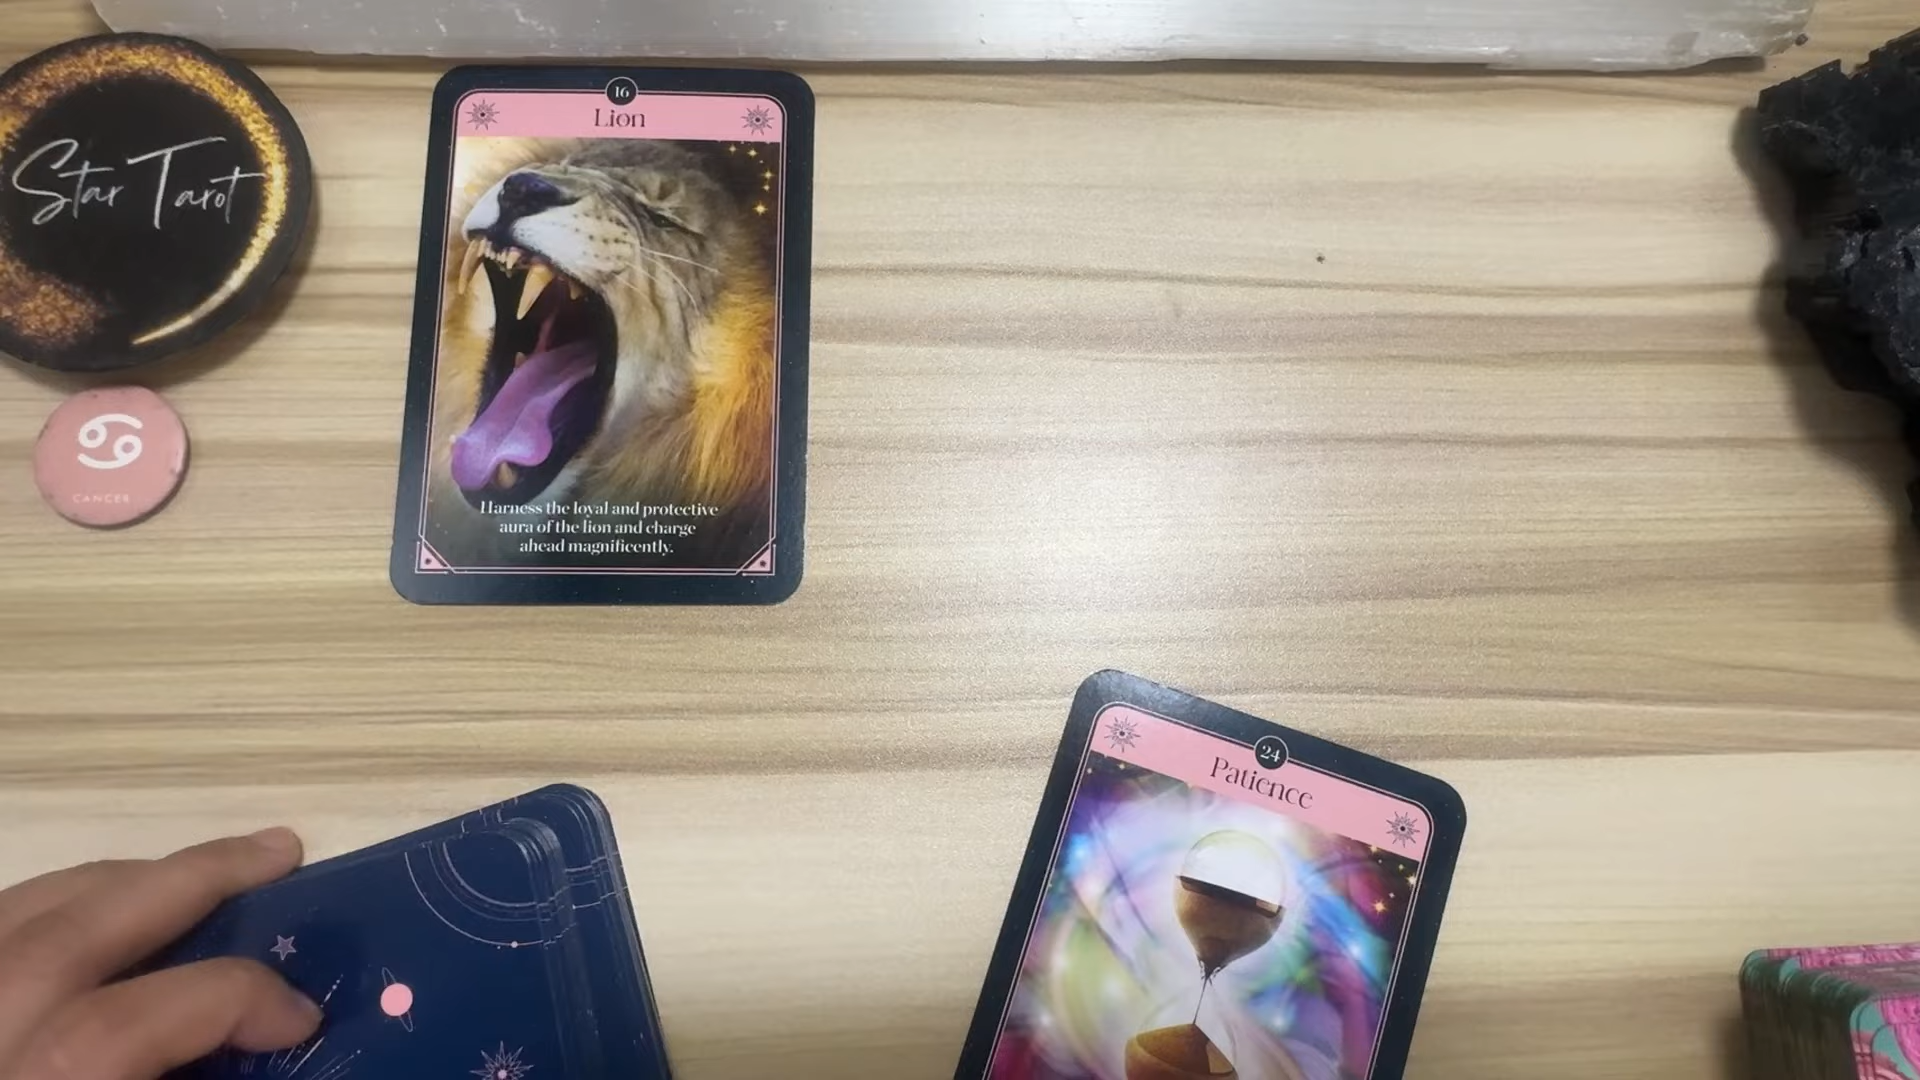 Star Tarot
CANCER
16
Lion
Harness the loyal and protective
aura of the lion and charge
ahead magnificently.
24
Patience